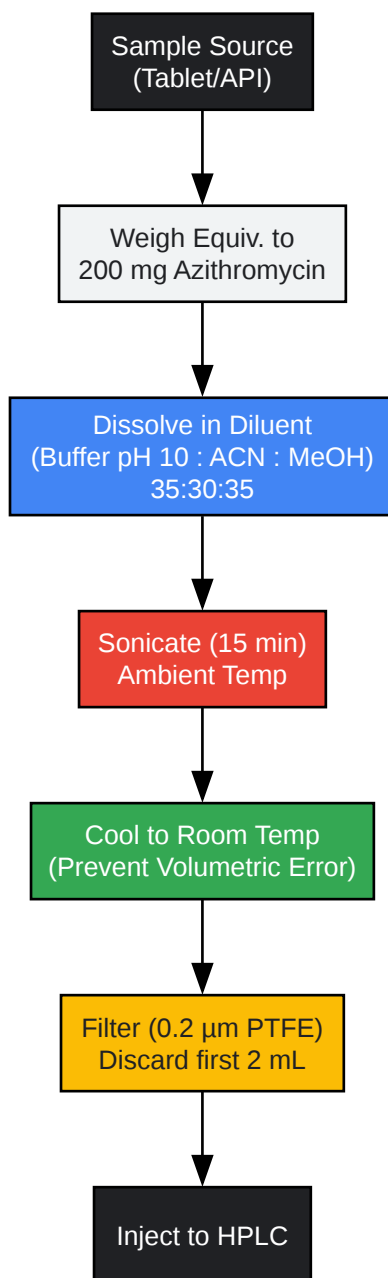 Sample Source
(Tablet/API)
Weigh Equiv. to
200 mg Azithromycin
Dissolve in Diluent
(Buffer pH 10 : ACN : MeOH)
35:30:35
Sonicate (15 min)
Ambient Temp
Cool to Room Temp
(Prevent Volumetric Error)
Filter (0.2 µm PTFE)
Discard first 2 mL
Inject to HPLC